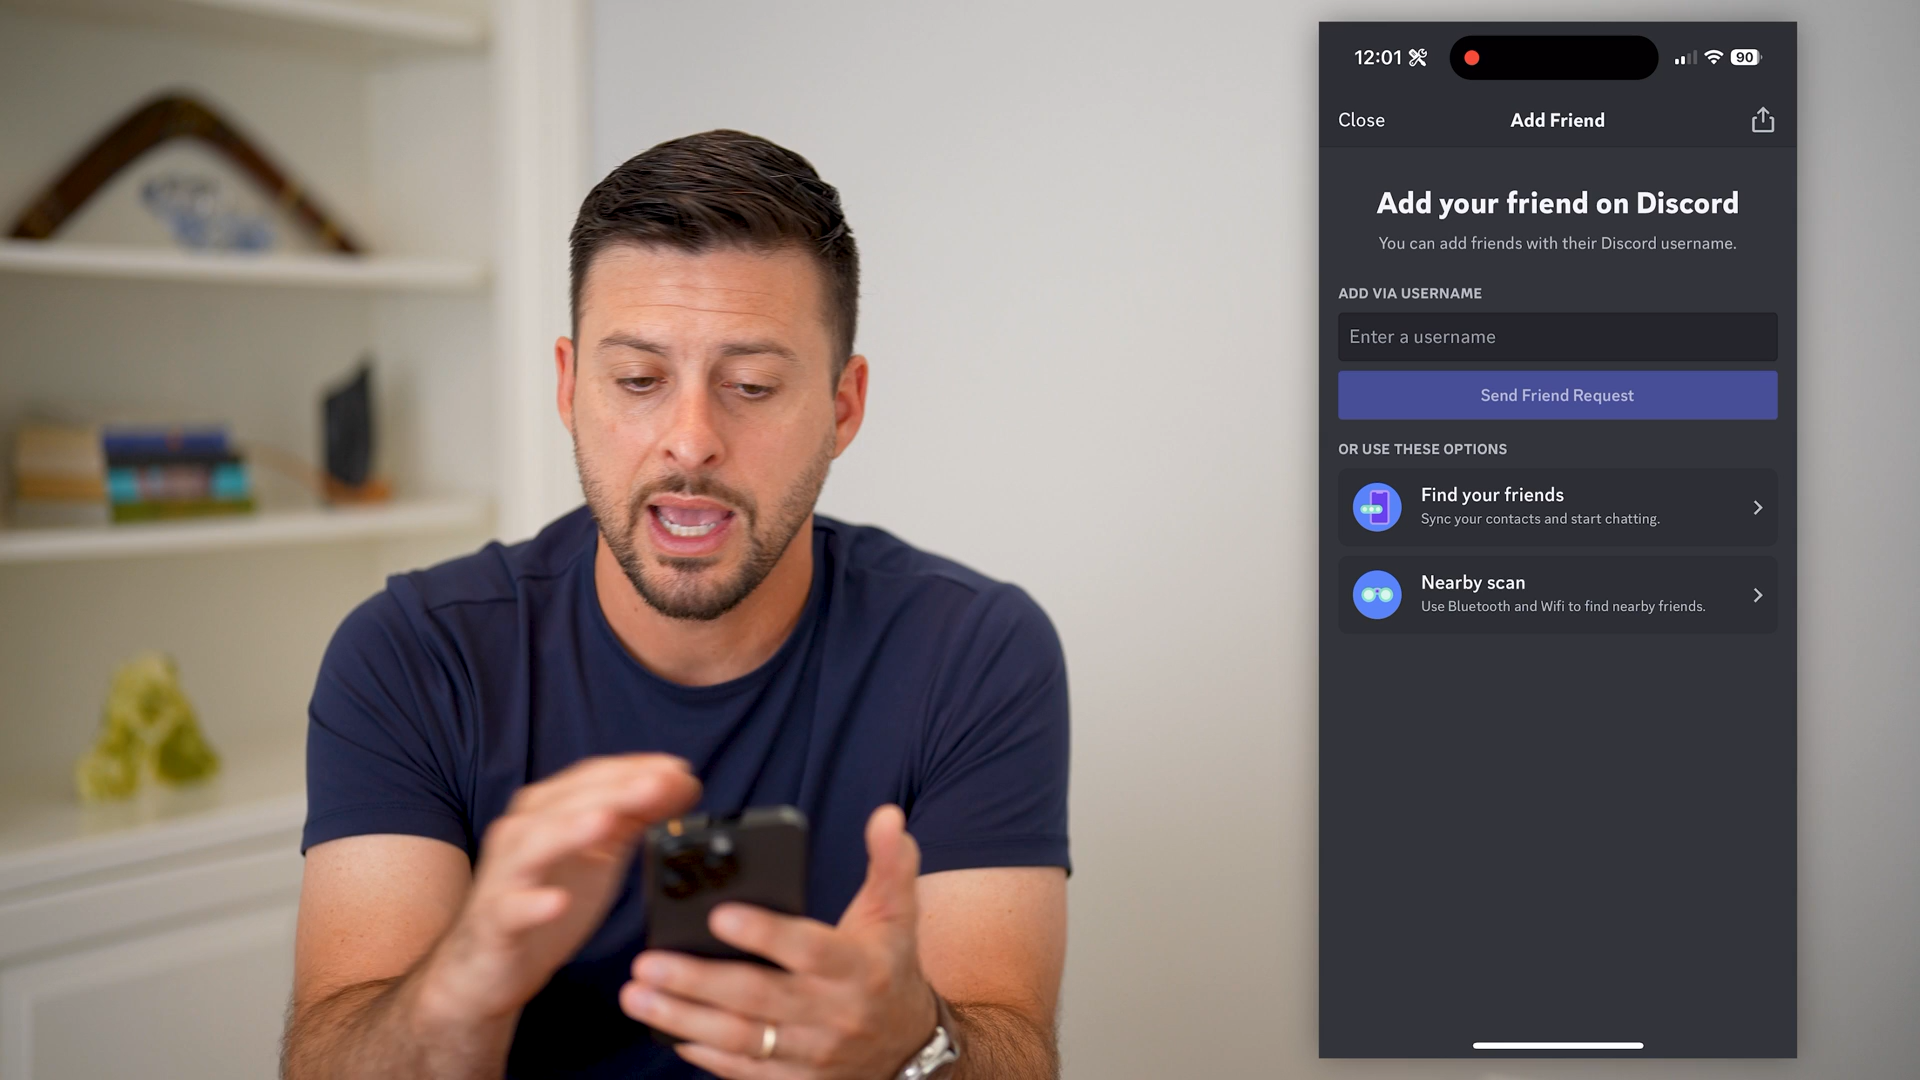 12:01
90
Close
Add Friend
Add your friend on Discord
You can add friends with their Discord username.
ADD VIA USERNAME
Enter a username
Send Friend Request
OR USE THESE OPTIONS
Find your friends
Sync your contacts and start chatting.
Nearby scan
Use Bluetooth and Wifi to find nearby friends.